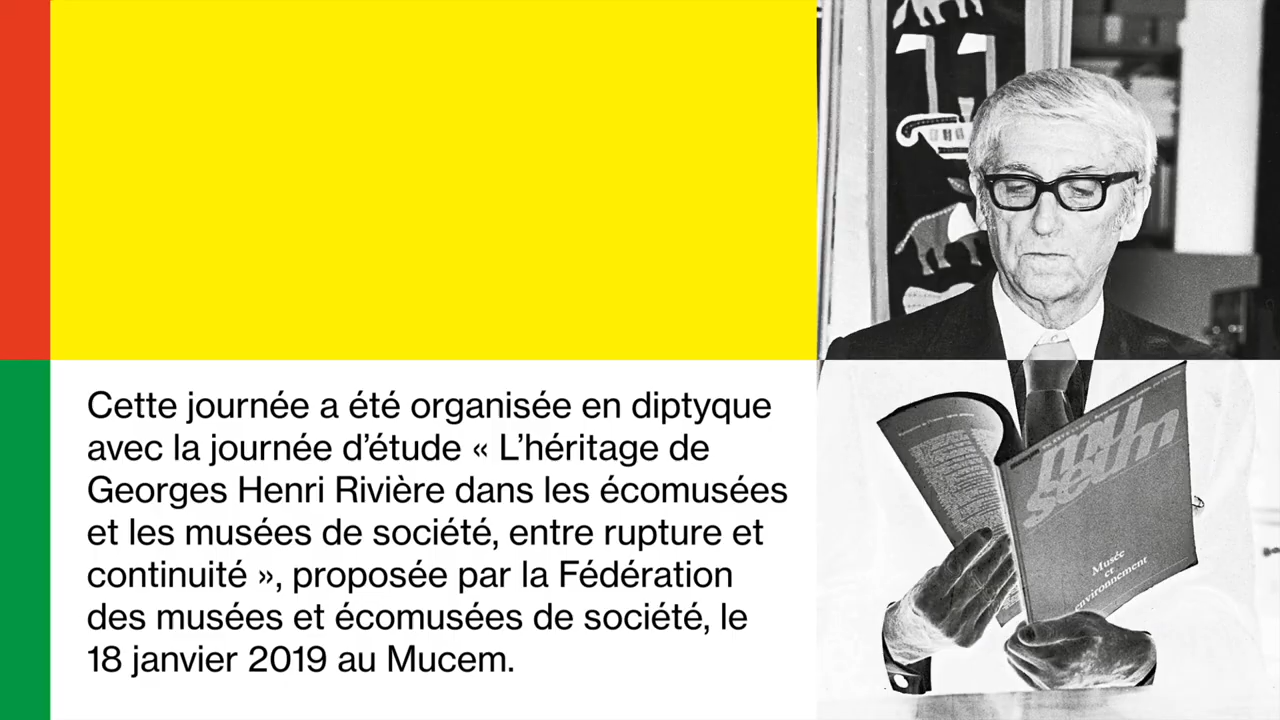 Cette journée a été organisée en diptyque
avec la journée d’étude « L’héritage de
Georges Henri Rivière dans les écomusées
et les musées de société, entre rupture et
continuité », proposée par la Fédération
des musées et écomusées de société, le
18 janvier 2019 au Mucem.
mu
seum
Musée
et
environnement